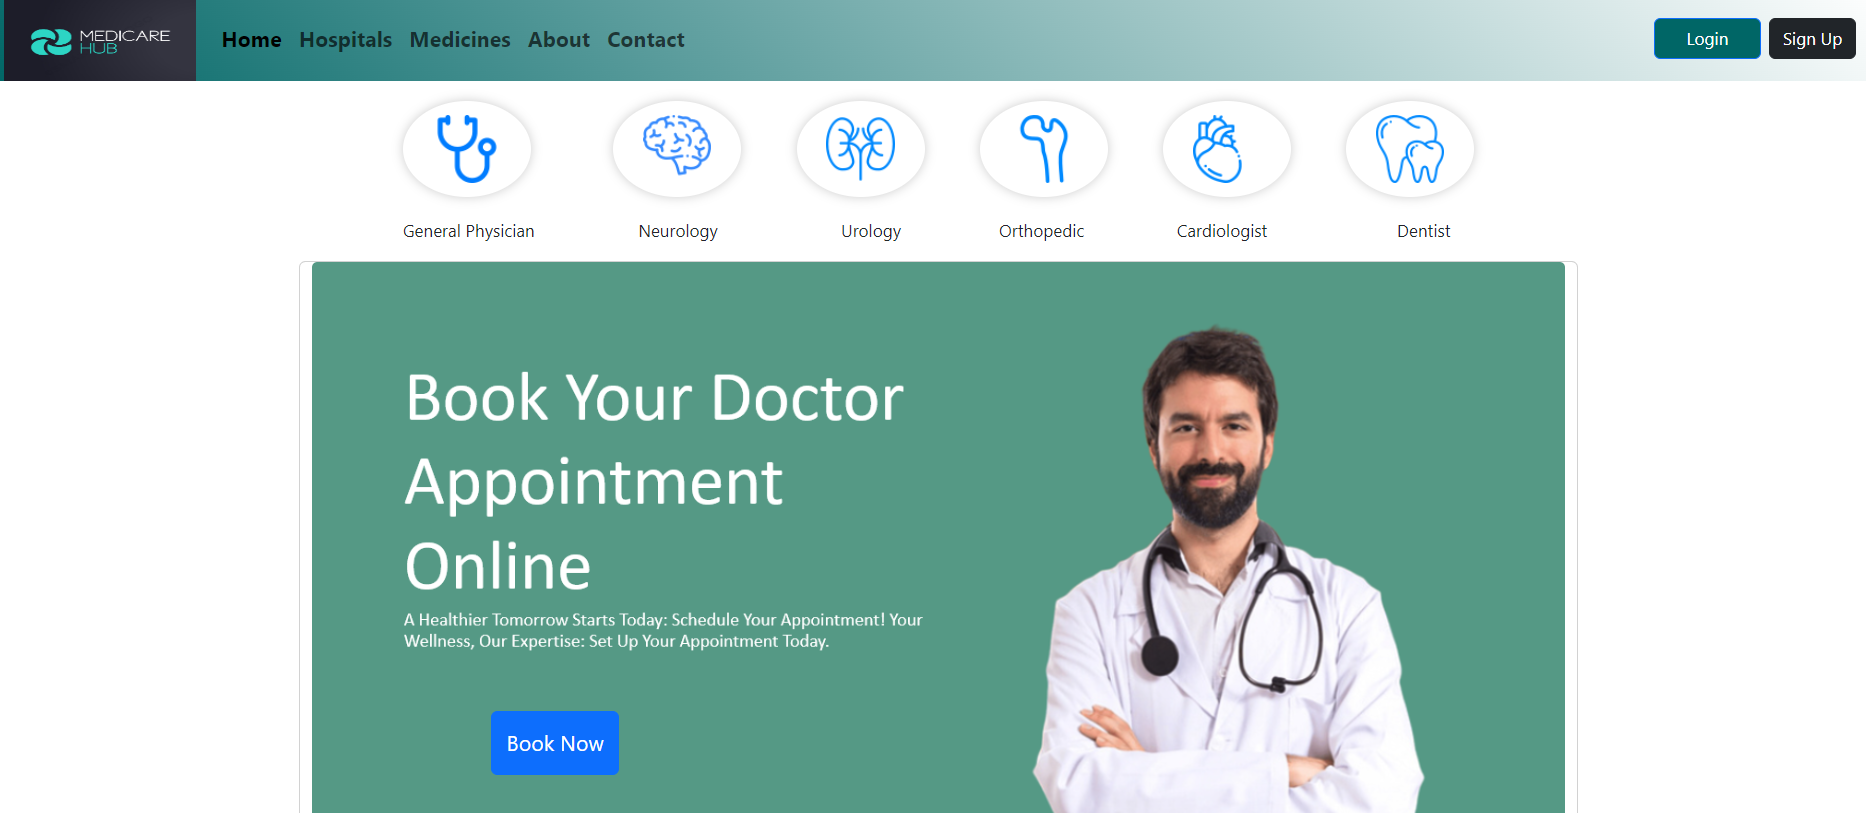 MEDICARE
HUB
Home Hospitals Medicines About Contact
Login Sign Up
General Physician Neurology Urology Orthopedic Cardiologist Dentist
Book Your Doctor
Appointment
Online
A Healthier Tomorrow Starts Today: Schedule Your Appointment! Your
Wellness, Our Expertise: Set Up Your Appointment Today.
Book Now